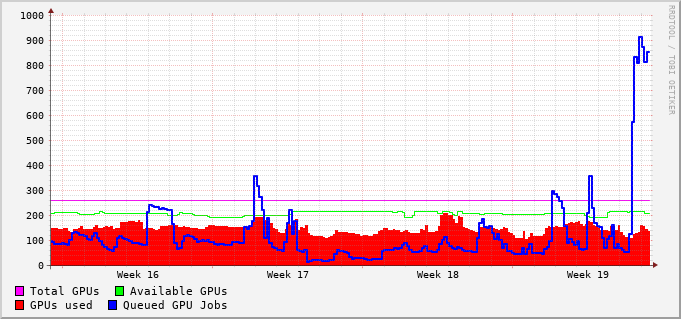 1000
900
800
700
600
500
400
300
200
100
0
Week 16 Week 17 Week 18 Week 19
Total GPUs Available GPUs
GPUs used Queued GPU Jobs
RRDTOOL / TOBI OETIKER